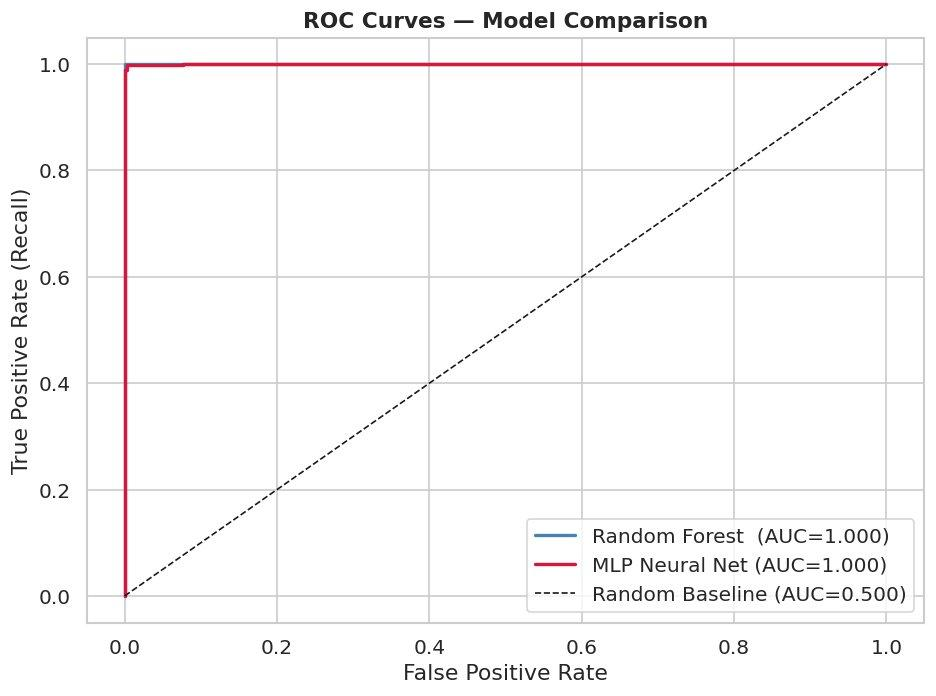 ROC Curves — Model Comparison
True Positive Rate (Recall)
1.0
0.8
0.6
0.4
0.2
0.0
Random Forest  (AUC=1.000)
MLP Neural Net (AUC=1.000)
Random Baseline (AUC=0.500)
0.0 0.2 0.4 0.6 0.8 1.0
False Positive Rate